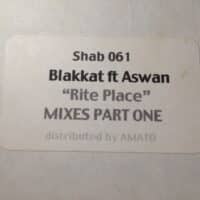 Shab 061
Blakkat ft Aswan
“Rite Place”
MIXES PART ONE
distributed by AMATO